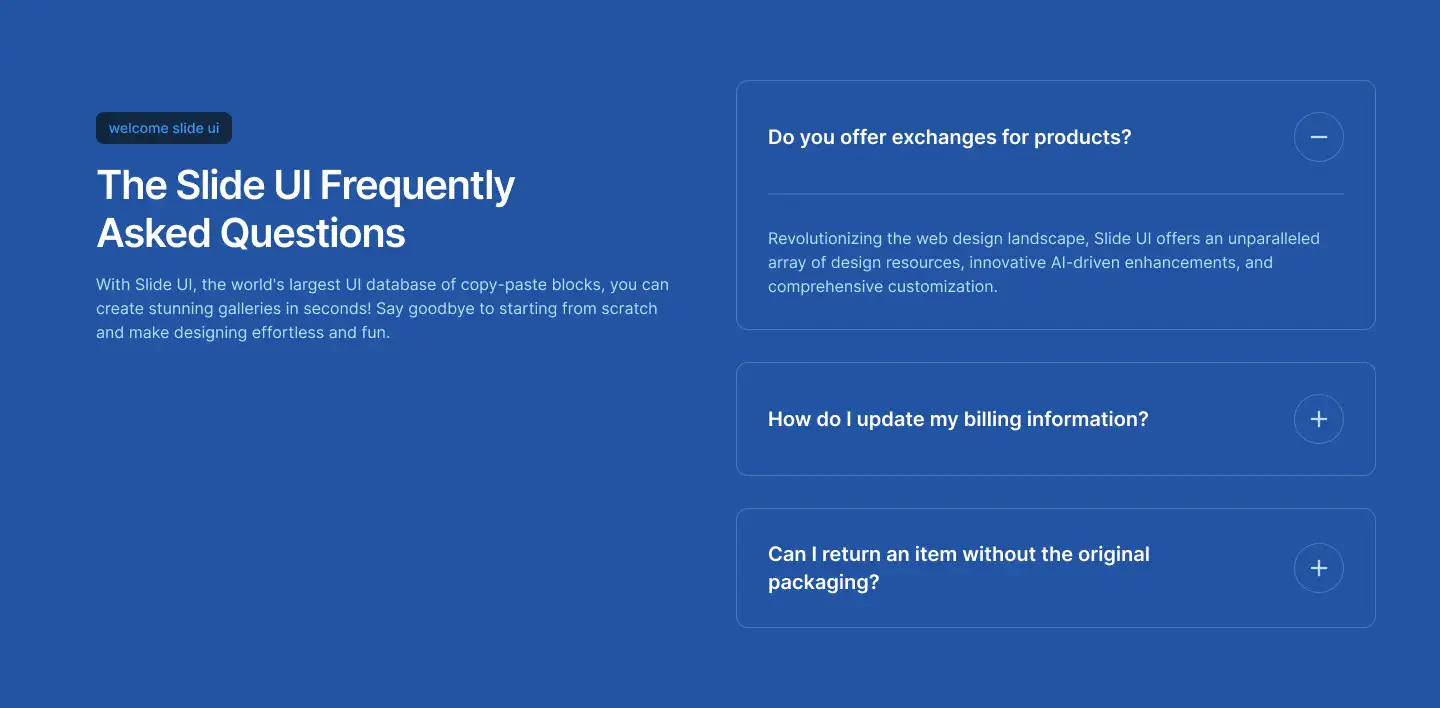 welcome slide ui
The Slide UI Frequently
Asked Questions
With Slide UI, the world's largest UI database of copy-paste blocks, you can
create stunning galleries in seconds! Say goodbye to starting from scratch
and make designing effortless and fun.
Do you offer exchanges for products?
Revolutionizing the web design landscape, Slide UI offers an unparalleled
array of design resources, innovative AI-driven enhancements, and
comprehensive customization.
How do I update my billing information?
Can I return an item without the original
packaging?